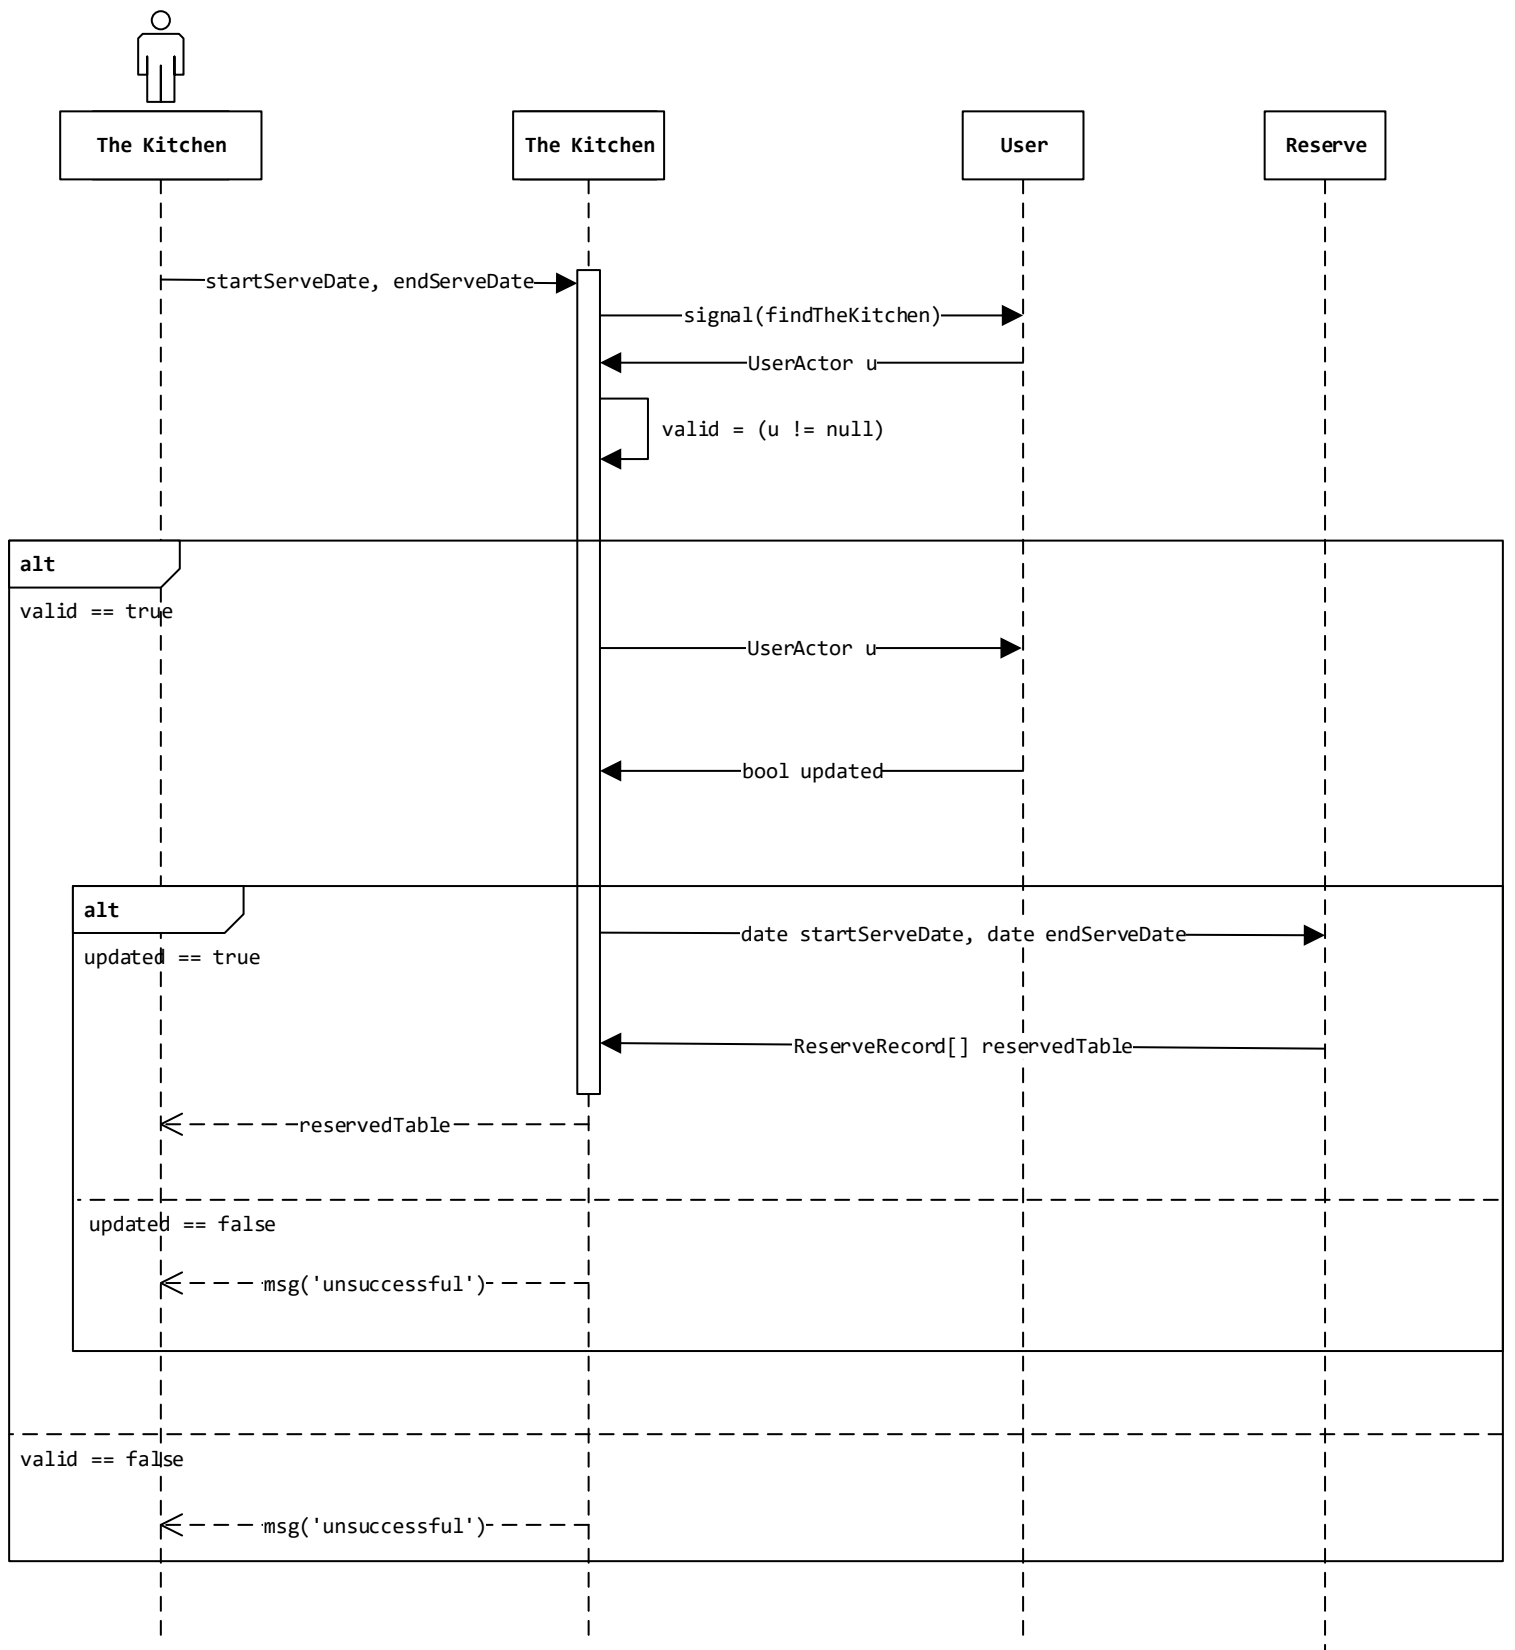 The Kitchen
The Kitchen
User
Reserve
startServeDate, endServeDate
signal(findTheKitchen)
UserActor u
valid = (u != null)
alt
valid == true
UserActor u
bool updated
alt
date startServeDate, date endServeDate
updated == true
ReserveRecord[] reservedTable
reservedTable
updated == false
msg('unsuccessful')
valid == false
msg('unsuccessful')